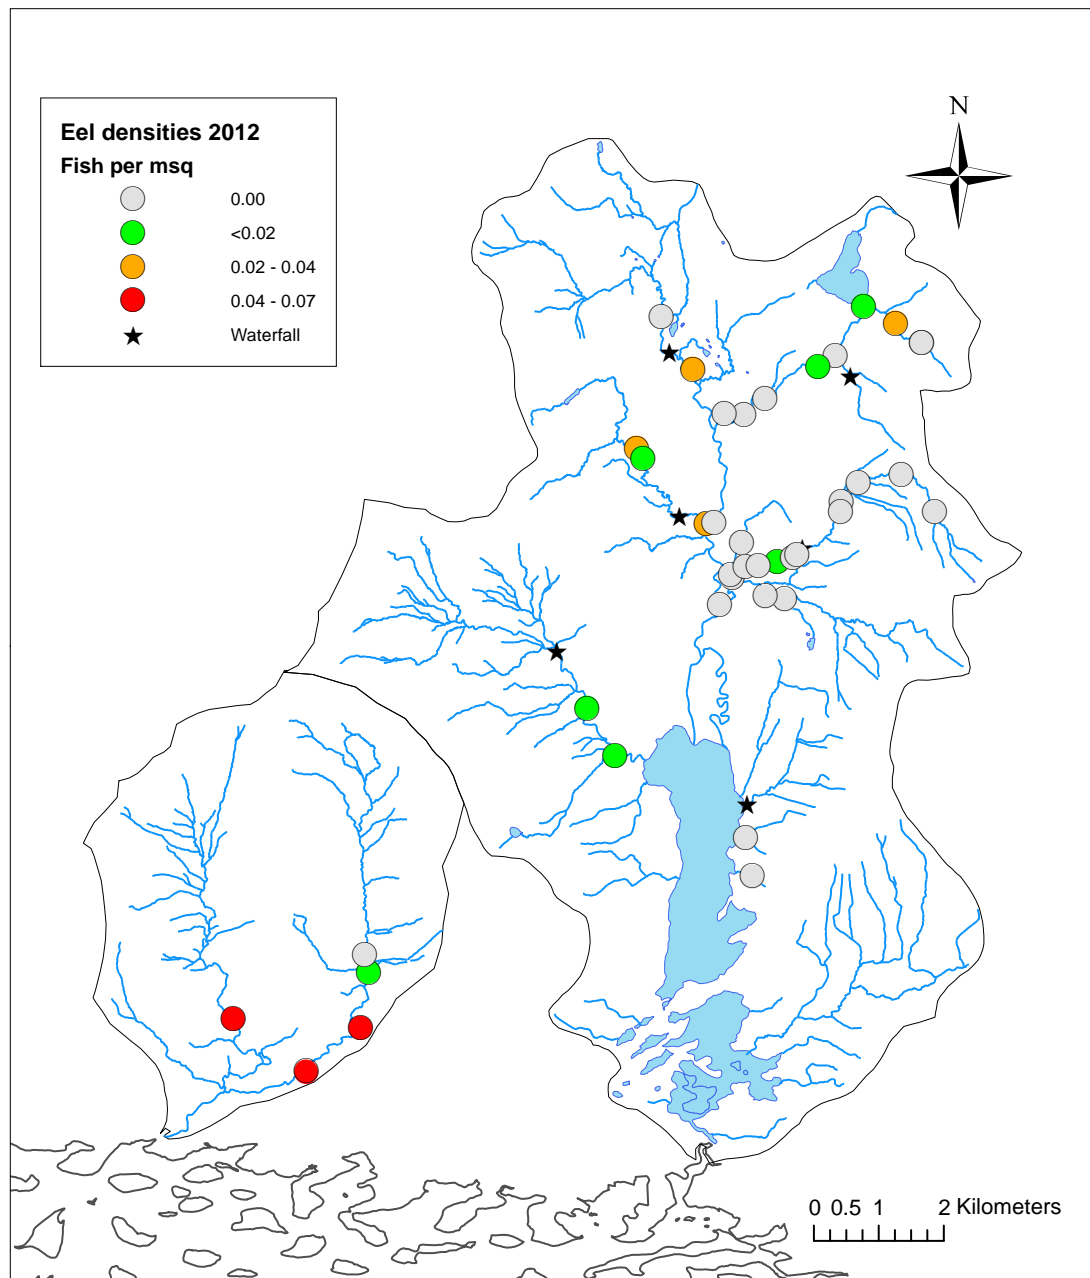 N
Eel densities 2012
Fish per msq
0.00
<0.02
0.02 - 0.04
0.04 - 0.07
Waterfall
0 0.5 1 2 Kilometers